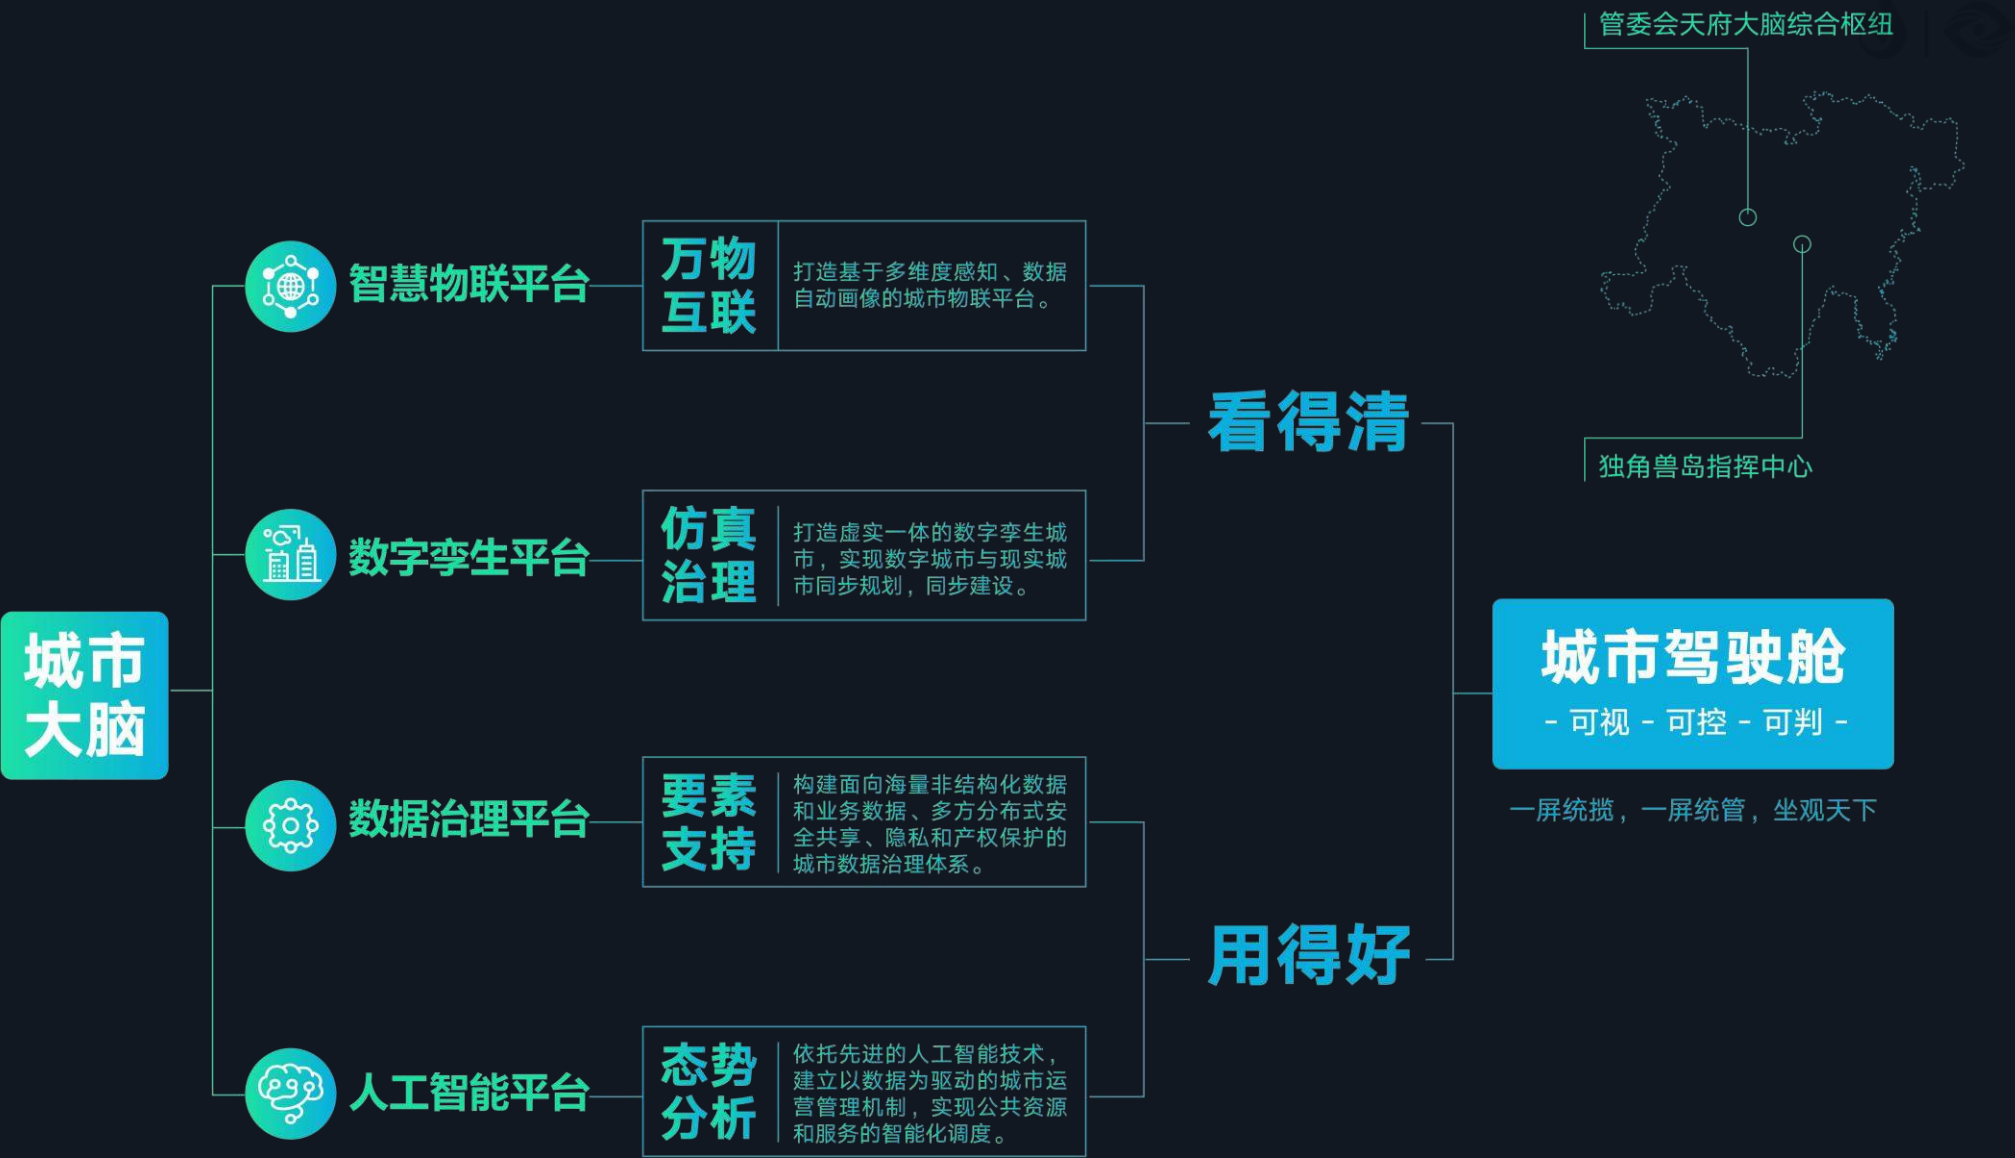 管委会天府大脑综合枢纽
独角兽岛指挥中心
城市
大脑
智慧物联平台
万物
互联
打造基于多维度感知、数据
自动画像的城市物联平台。
数字孪生平台
仿真
治理
打造虚实一体的数字孪生城
市，实现数字城市与现实城
市同步规划，同步建设。
数据治理平台
要素
支持
构建面向海量非结构化数据
和业务数据、多方分布式安
全共享、隐私和产权保护的
城市数据治理体系。
人工智能平台
态势
分析
依托先进的人工智能技术，
建立以数据为驱动的城市运
营管理机制，实现公共资源
和服务的智能化调度。
看得清
用得好
城市驾驶舱
- 可视 - 可控 - 可判 -
一屏统揽，一屏统管，坐观天下